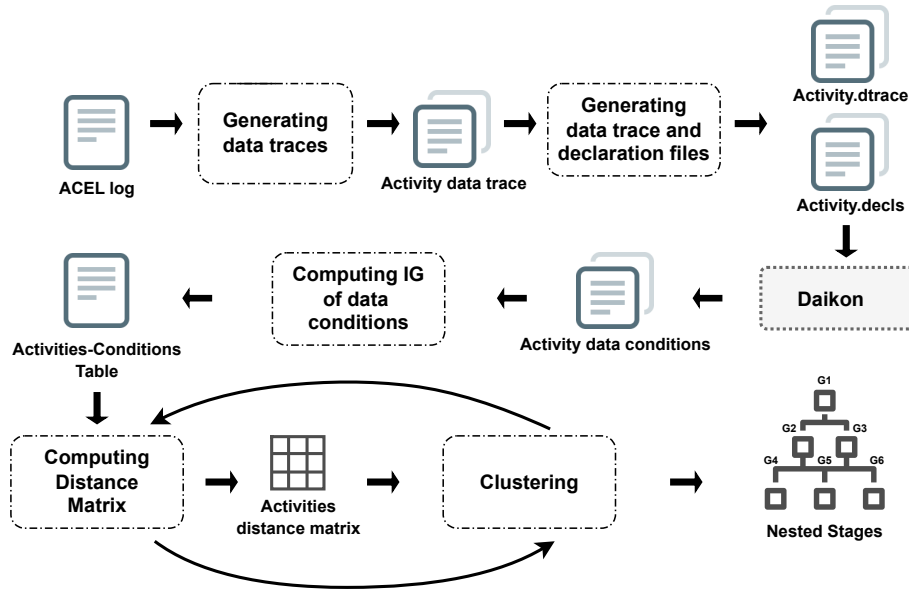 ACEL log
Generating
data traces
Activity data trace
Generating
data trace and
declaration files
Activity.dtrace
Activity.decls
Daikon
Activity data conditions
Computing IG
of data
conditions
Activities-Conditions
Table
Computing
Distance
Matrix
Activities
distance matrix
Clustering
G1
G2
G3
G4
G5
G6
Nested Stages